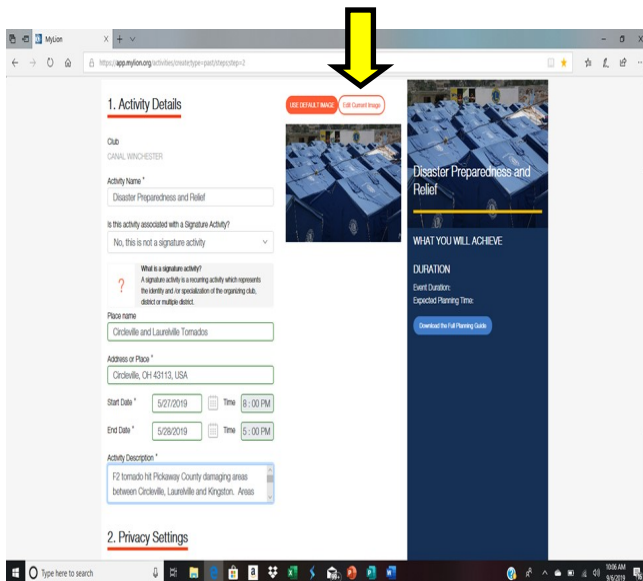 MyLion
https://app.mylion.org/activities/create;type=past/steps;step=2
1. Activity Details
USE DEFAULT IMAGE
Edit Current Image
Club
CANAL WINCHESTER
Activity Name *
Disaster Preparedness and Relief
Is this activity associated with a Signature Activity?
No, this is not a signature activity
?
What is a signature activity?
A signature activity is a recurring activity which represents
the identity and /or specialization of the organizing club,
district or multiple district.
Place name
Circleville and Laurelville Tornados
Address or Place *
Circleville, OH 43113, USA
Start Date *
5/27/2019
Time
8 : 00 PM
End Date *
5/28/2019
Time
5 : 00 PM
Activity Description *
F2 tornado hit Pickaway County damaging areas
between Circleville, Laurelville and Kingston. Areas
2. Privacy Settings
Disaster Preparedness and
Relief
WHAT YOU WILL ACHIEVE
DURATION
Event Duration:
Expected Planning Time:
Download the Full Planning Guide
Type here to search
10:06 AM
9/6/2019